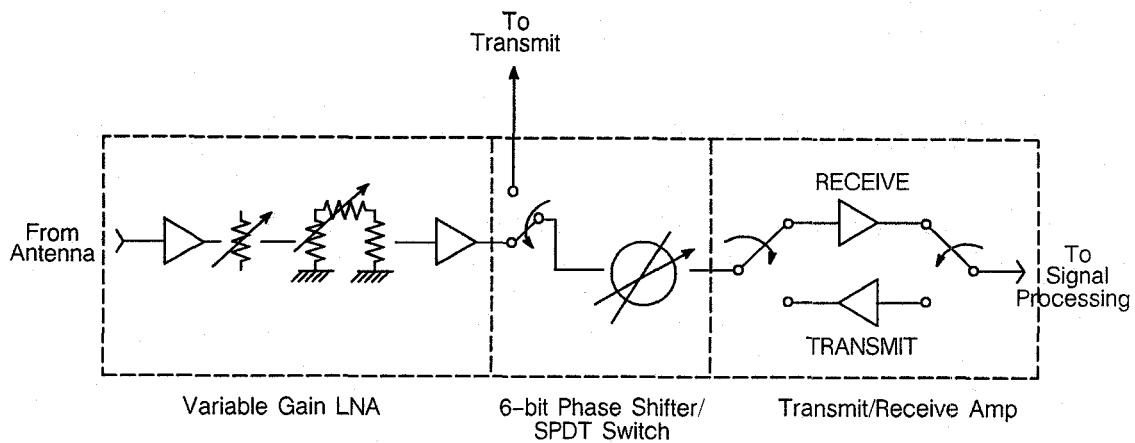 To
Transmit
From
Antenna
RECEIVE
TRANSMIT
To
Signal
Processing
Variable Gain LNA
6-bit Phase Shifter/
SPDT Switch
Transmit/Receive Amp